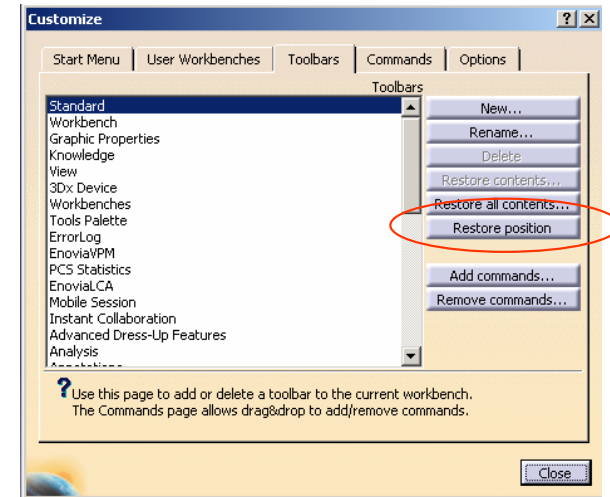 Customize
Start Menu User Workbenches Toolbars Commands Options
Toolbars
Standard
Workbench
Graphic Properties
Knowledge
View
3Dx Device
Workbenches
Tools Palette
ErrorLog
EnoviaVPM
PCS Statistics
EnoviaLCA
Mobile Session
Instant Collaboration
Advanced Dress-Up Features
Analysis
New...
Rename...
Delete
Restore contents...
Restore all contents...
Restore position
Add commands...
Remove commands...
Use this page to add or delete a toolbar to the current workbench.
The Commands page allows drag&drop to add/remove commands.
Close